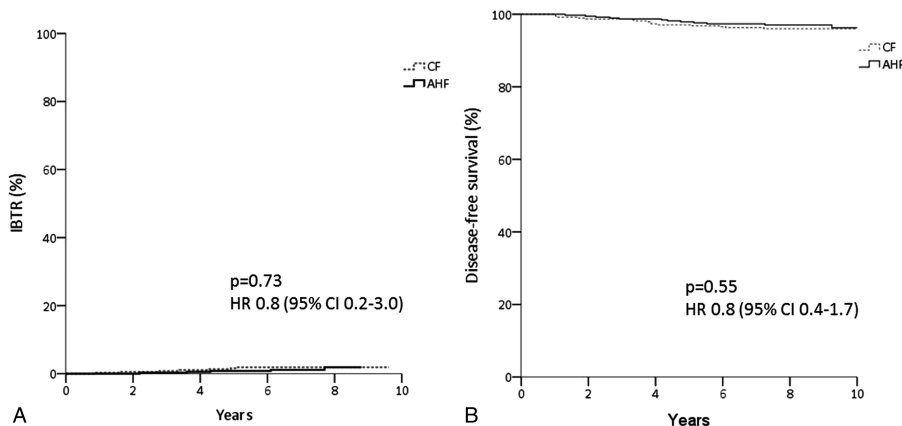 100
80
60
40
20
0
IBTR (%)
CF
AHF
p=0.73
HR 0.8 (95% CI 0.2-3.0)
0 2 4 6 8 10
Years
A
100
80
60
40
20
0
Disease-free survival (%)
CF
AHF
p=0.55
HR 0.8 (95% CI 0.4-1.7)
0 2 4 6 8 10
Years
B